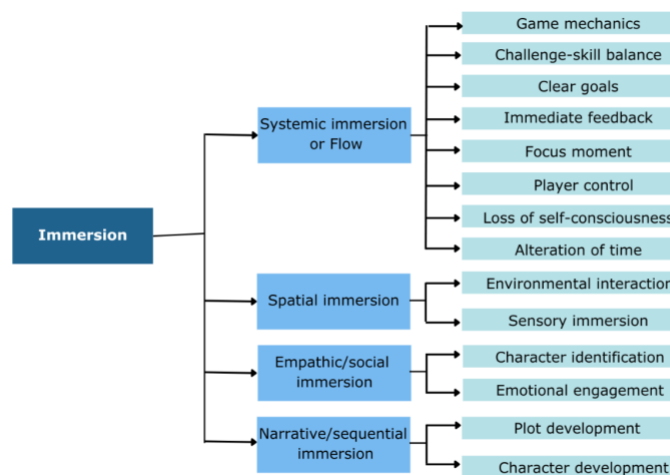 Immersion
Systemic immersion
or Flow
Game mechanics
Challenge-skill balance
Clear goals
Immediate feedback
Focus moment
Player control
Loss of self-consciousness
Alteration of time
Spatial immersion
Environmental interaction
Sensory immersion
Empathic/social
immersion
Character identification
Emotional engagement
Narrative/sequential
immersion
Plot development
Character development